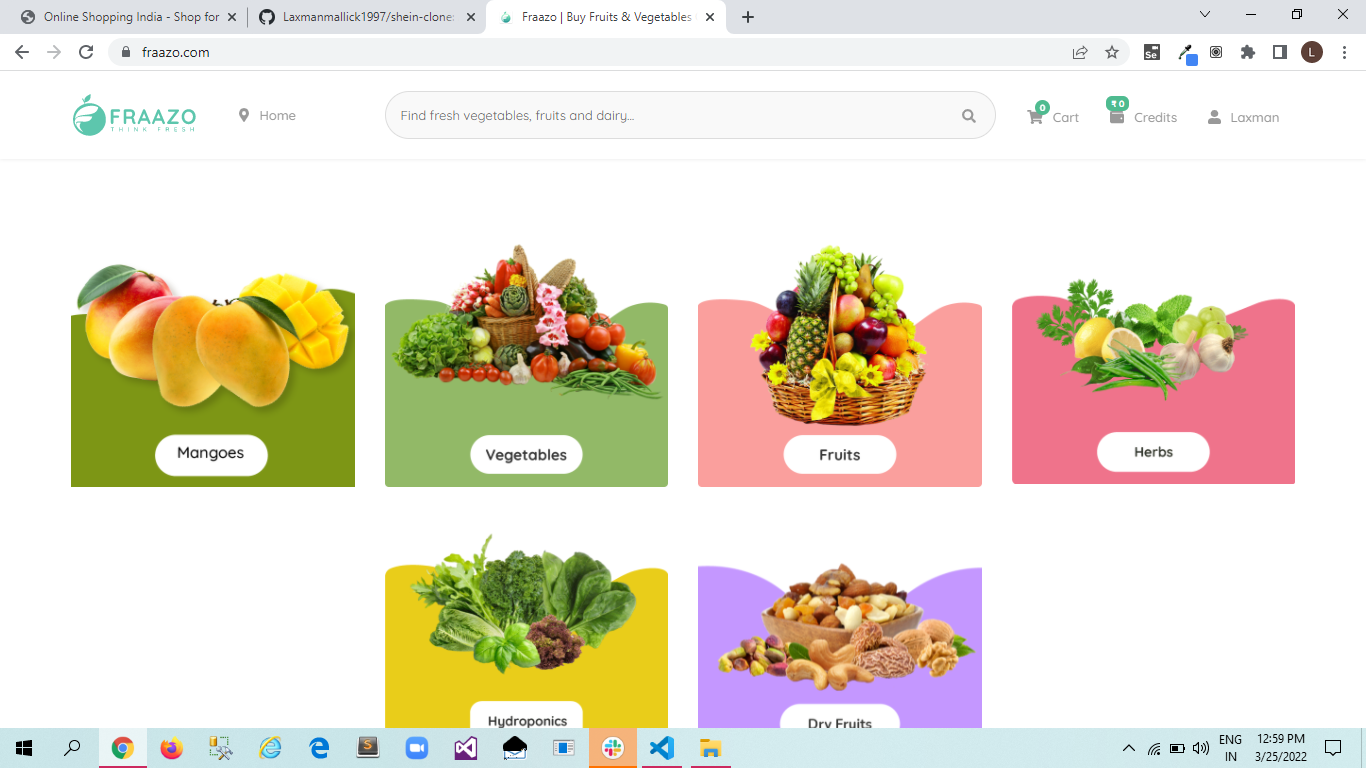 Online Shopping India - Shop for
Laxmanmallick1997/shein-clone:
Fraazo | Buy Fruits & Vegetables
fraazo.com
Se
L
FRAAZO
THINK FRESH
Home
Find fresh vegetables, fruits and dairy...
0
Cart
₹ 0
Credits
Laxman
Mangoes
Vegetables
Fruits
Herbs
Hydroponics
Dry Fruits
S
ENG
IN
12:59 PM
3/25/2022